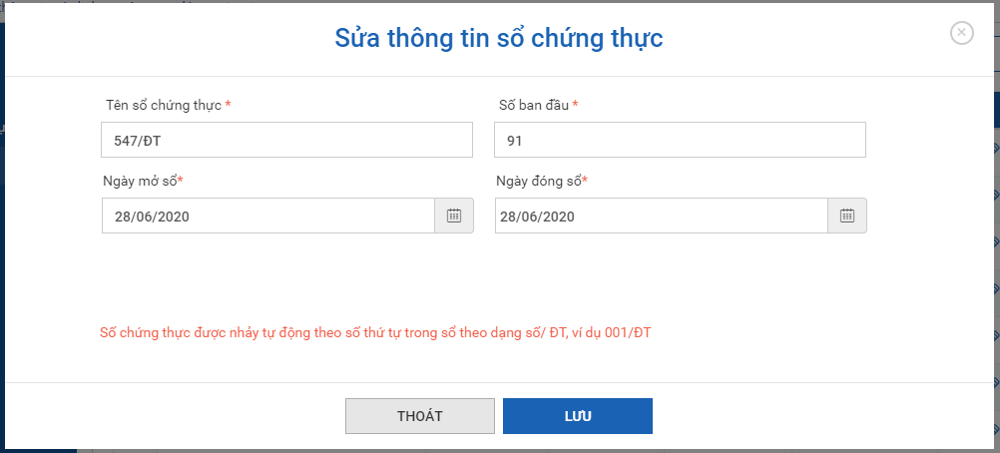 Sửa thông tin sổ chứng thực
Tên sổ chứng thực *
Số ban đầu *
547/ĐT
91
Ngày mở sổ*
Ngày đóng sổ*
28/06/2020
28/06/2020
Số chứng thực được nhảy tự động theo số thứ tự trong sổ theo dạng số/ ĐT, ví dụ 001/ĐT
THOÁT
LƯU